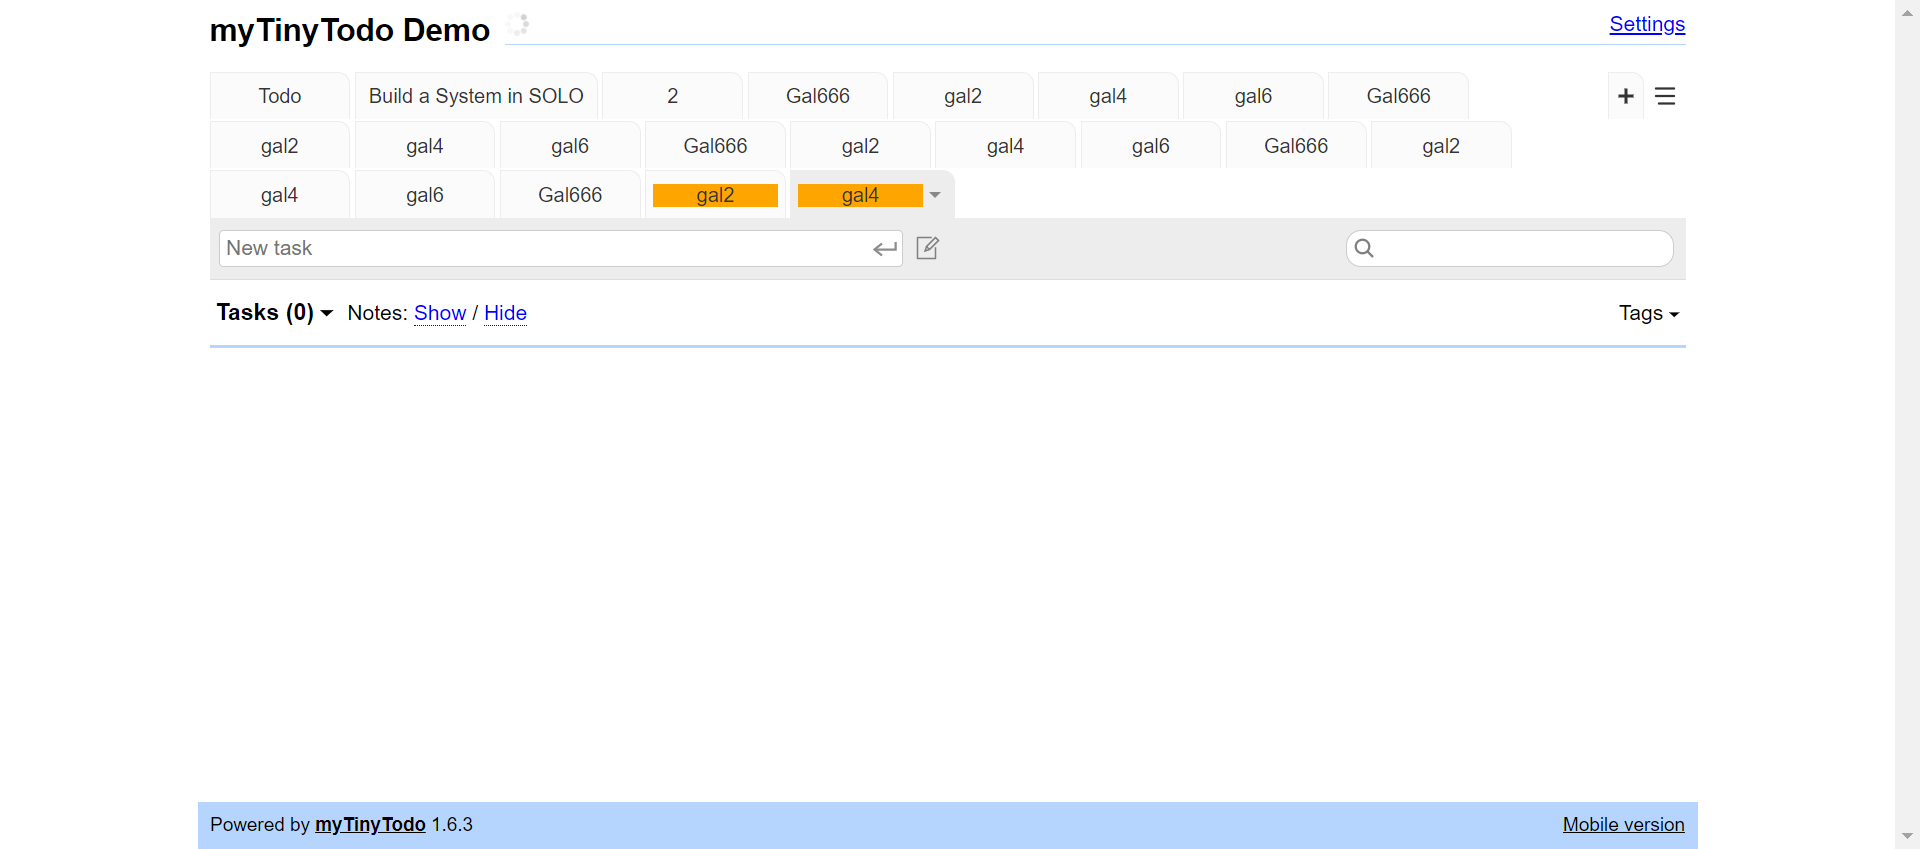 myTinyTodo Demo Settings
Todo Build a System in SOLO 2 Gal666 gal2 gal4 gal6 Gal666 +
gal2 gal4 gal6 Gal666 gal2 gal4 gal6 Gal666 gal2
gal4 gal6 Gal666 gal2 gal4
New task
Tasks (0) Notes: Show / Hide Tags
Powered by myTinyTodo 1.6.3 Mobile version